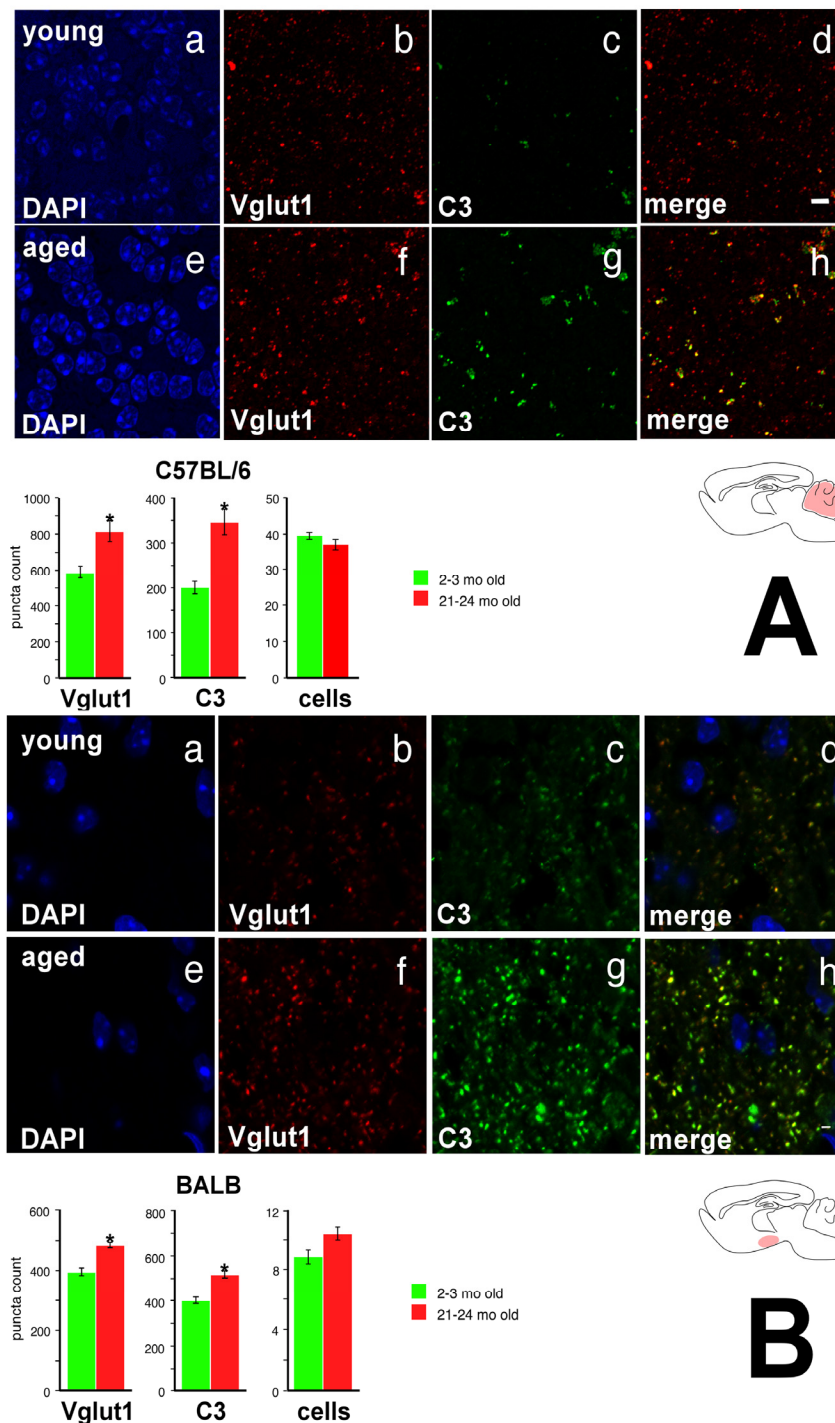 young
a
b
c
d
DAPI
Vglut1
C3
merge
aged
e
f
g
h
DAPI
Vglut1
C3
merge
C57BL/6
puncta count
1000
800
600
400
200
0
Vglut1
400
300
200
100
0
C3
50
40
30
20
10
0
cells
2-3 mo old
21-24 mo old
A
young
a
b
c
d
DAPI
Vglut1
C3
merge
aged
e
f
g
h
DAPI
Vglut1
C3
merge
BALB
puncta count
600
400
200
0
Vglut1
800
600
400
200
0
C3
12
8
4
0
cells
2-3 mo old
21-24 mo old
B